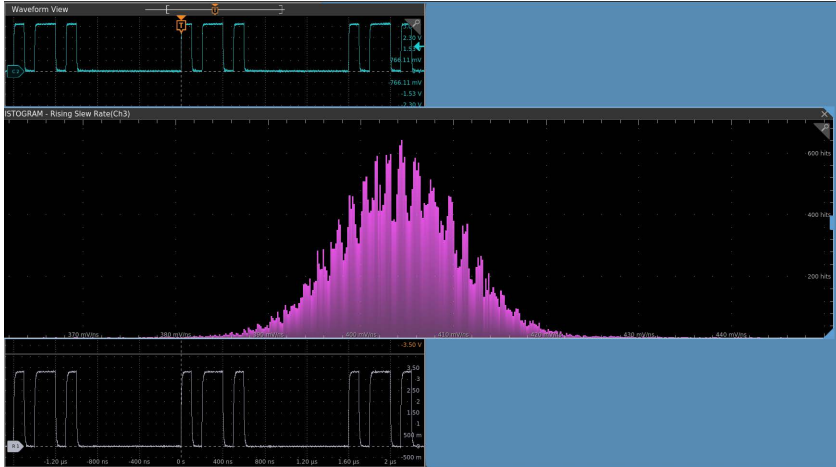 Waveform View
T
T
2.30 V
766.11 mV
-766.11 mV
-1.53 V
-2.30 V
ISTOGRAM - Rising Slew Rate(Ch3)
600 hits
400 hits
200 hits
370 mV/ns
380 mV/ns
400 mV/ns
410 mV/ns
430 mV/ns
440 mV/ns
-3.50 V
3.50
3
2.50
2
1.50
1
500 m
-500 m
-1.20 µs
-800 ns
-400 ns
0 s
400 ns
800 ns
1.20 µs
1.60 µs
2 µs